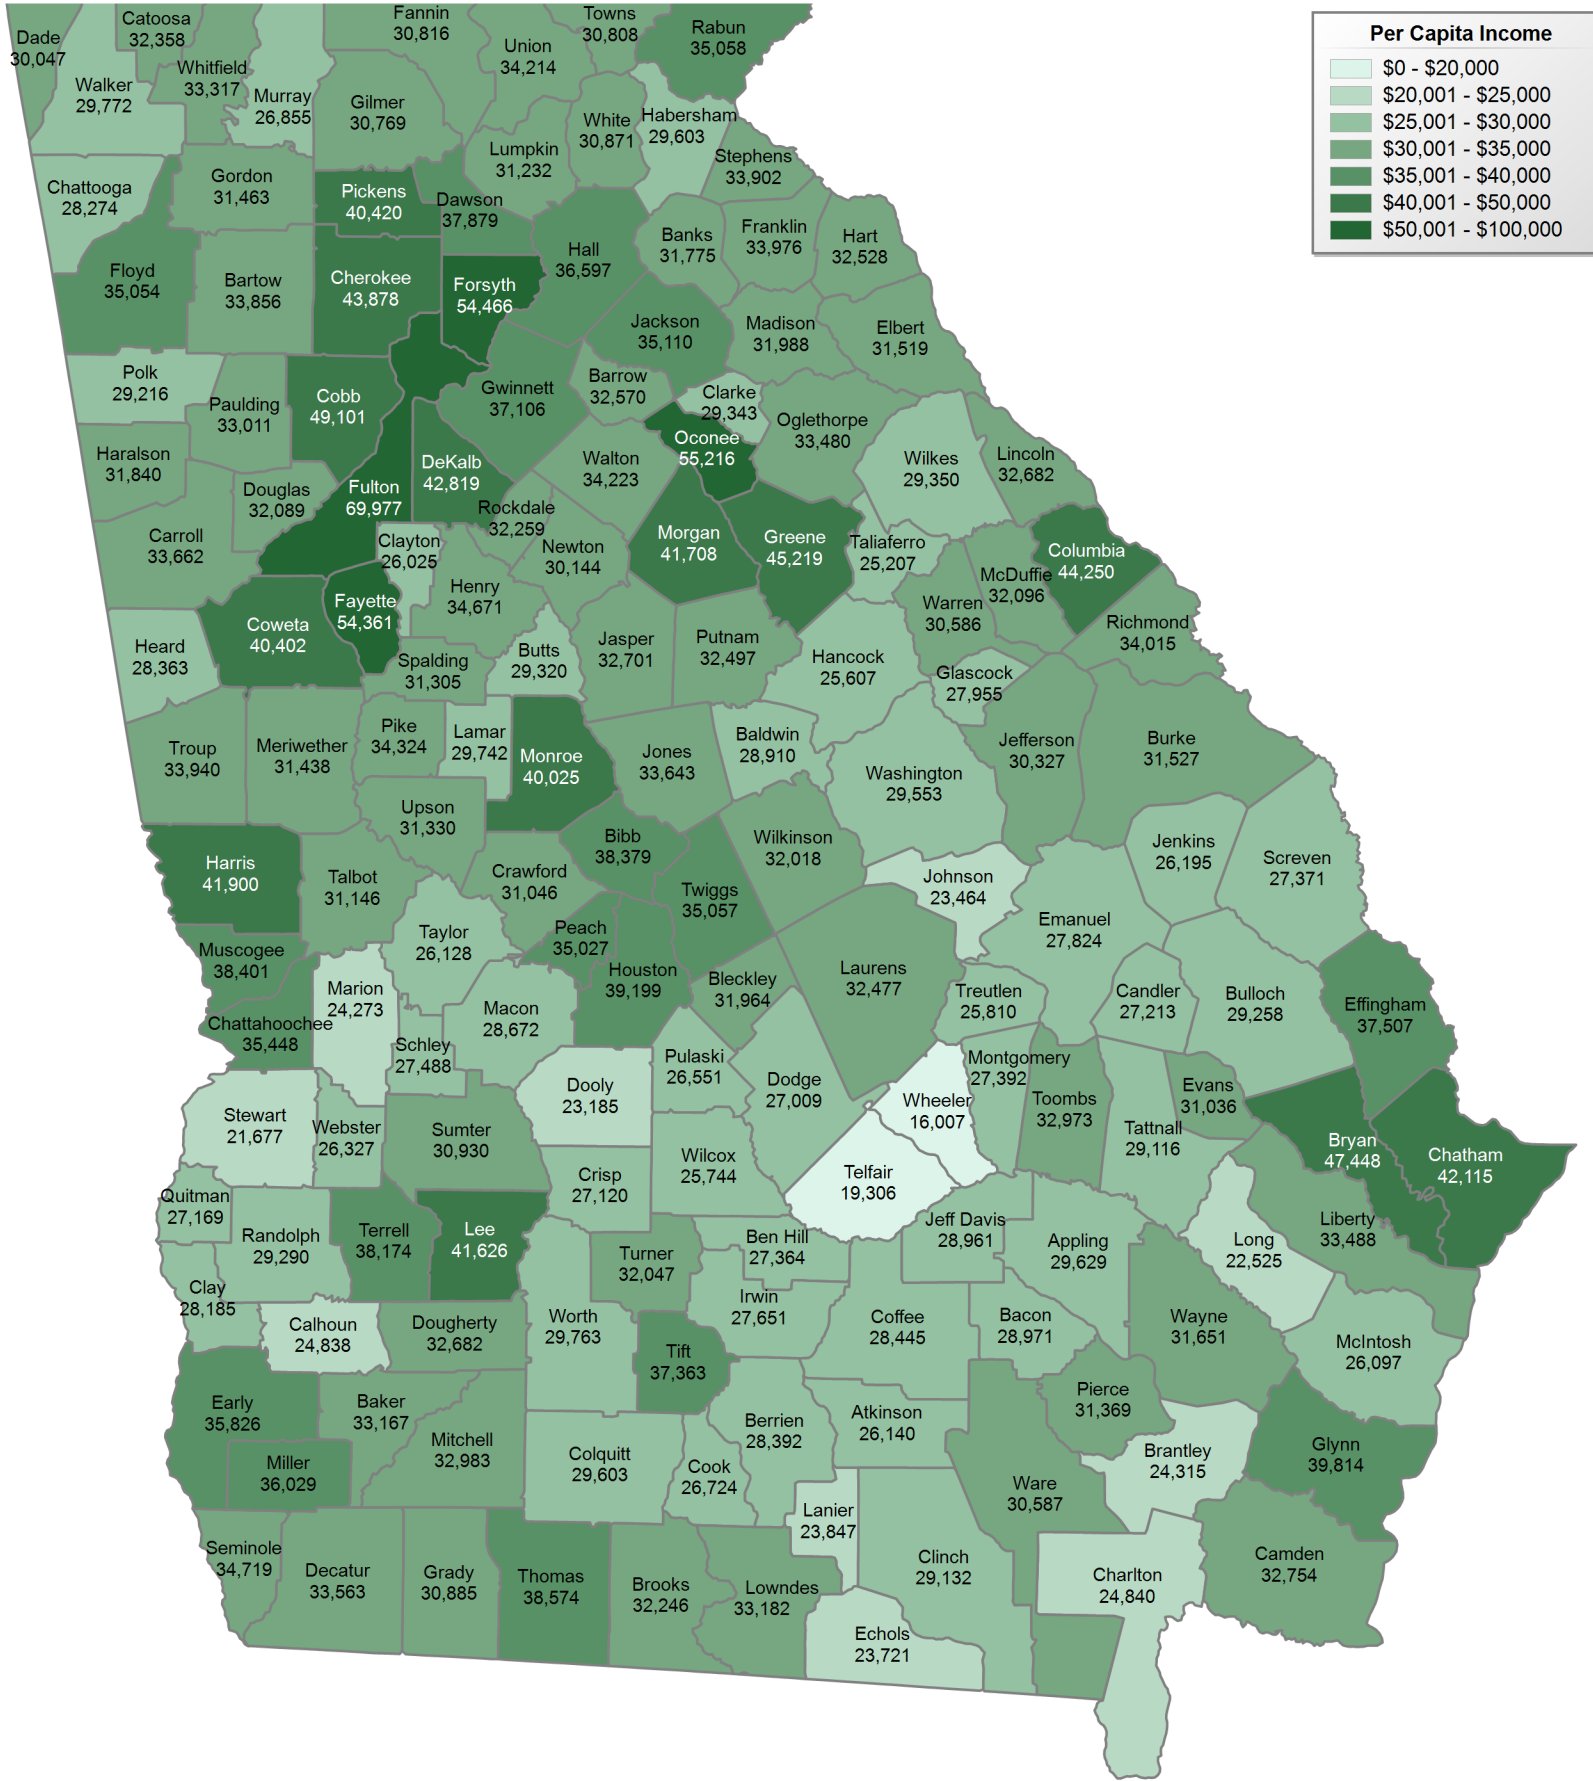 Per Capita Income
$0 - $20,000
$20,001 - $25,000
$25,001 - $30,000
$30,001 - $35,000
$35,001 - $40,000
$40,001 - $50,000
$50,001 - $100,000
Dade
30,047
Catoosa
32,358
Walker
29,772
Whitfield
33,317
Murray
26,855
Fannin
30,816
Gilmer
30,769
Union
34,214
Towns
30,808
Rabun
35,058
White
30,871
Habersham
29,603
Lumpkin
31,232
Stephens
33,902
Chattooga
28,274
Gordon
31,463
Pickens
40,420
Dawson
37,879
Hall
36,597
Banks
31,775
Franklin
33,976
Hart
32,528
Floyd
35,054
Bartow
33,856
Cherokee
43,878
Forsyth
54,466
Jackson
35,110
Madison
31,988
Elbert
31,519
Polk
29,216
Paulding
33,011
Cobb
49,101
Gwinnett
37,106
Barrow
32,570
Clarke
29,343
Oglethorpe
33,480
Oconee
55,216
Haralson
31,840
Douglas
32,089
Fulton
69,977
DeKalb
42,819
Rockdale
32,259
Walton
34,223
Wilkes
29,350
Lincoln
32,682
Carroll
33,662
Clayton
26,025
Henry
34,671
Newton
30,144
Morgan
41,708
Greene
45,219
Taliaferro
25,207
McDuffie
32,096
Columbia
44,250
Warren
30,586
Richmond
34,015
Heard
28,363
Coweta
40,402
Fayette
54,361
Spalding
31,305
Butts
29,320
Jasper
32,701
Putnam
32,497
Hancock
25,607
Glascock
27,955
Troup
33,940
Meriwether
31,438
Pike
34,324
Lamar
29,742
Monroe
40,025
Jones
33,643
Baldwin
28,910
Washington
29,553
Jefferson
30,327
Burke
31,527
Upson
31,330
Bibb
38,379
Wilkinson
32,018
Jenkins
26,195
Screven
27,371
Harris
41,900
Talbot
31,146
Crawford
31,046
Twiggs
35,057
Johnson
23,464
Emanuel
27,824
Muscogee
38,401
Taylor
26,128
Peach
35,027
Houston
39,199
Bleckley
31,964
Laurens
32,477
Treutlen
25,810
Candler
27,213
Bulloch
29,258
Effingham
37,507
Chattahoochee
35,448
Marion
24,273
Schley
27,488
Macon
28,672
Pulaski
26,551
Dodge
27,009
Wheeler
16,007
Montgomery
27,392
Toombs
32,973
Tattnall
29,116
Evans
31,036
Bryan
47,448
Chatham
42,115
Stewart
21,677
Webster
26,327
Sumter
30,930
Dooly
23,185
Wilcox
25,744
Telfair
19,306
Crisp
27,120
Quitman
27,169
Randolph
29,290
Terrell
38,174
Lee
41,626
Turner
32,047
Ben Hill
27,364
Jeff Davis
28,961
Appling
29,629
Long
22,525
Liberty
33,488
Clay
28,185
Calhoun
24,838
Dougherty
32,682
Worth
29,763
Tift
37,363
Irwin
27,651
Coffee
28,445
Bacon
28,971
Wayne
31,651
McIntosh
26,097
Early
35,826
Baker
33,167
Mitchell
32,983
Miller
36,029
Colquitt
29,603
Cook
26,724
Berrien
28,392
Atkinson
26,140
Pierce
31,369
Brantley
24,315
Glynn
39,814
Ware
30,587
Lanier
23,847
Seminole
34,719
Decatur
33,563
Grady
30,885
Thomas
38,574
Brooks
32,246
Lowndes
33,182
Clinch
29,132
Echols
23,721
Charlton
24,840
Camden
32,754